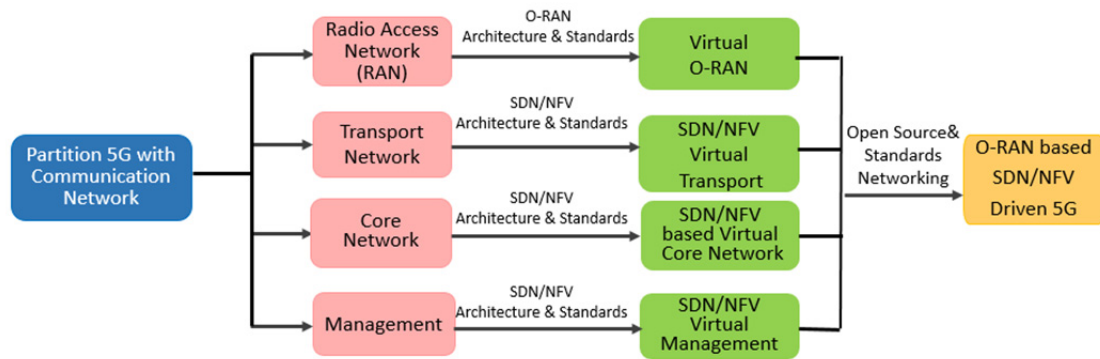 Partition 5G with
Communication
Network
Radio Access
Network
(RAN)
O-RAN
Architecture & Standards
Virtual
O-RAN
Transport
Network
SDN/NFV
Architecture & Standards
SDN/NFV
Virtual
Transport
Core
Network
SDN/NFV
Architecture & Standards
SDN/NFV
based Virtual
Core Network
Management
SDN/NFV
Architecture & Standards
SDN/NFV
Virtual
Management
Open Source&
Standards
Networking
O-RAN based
SDN/NFV
Driven 5G